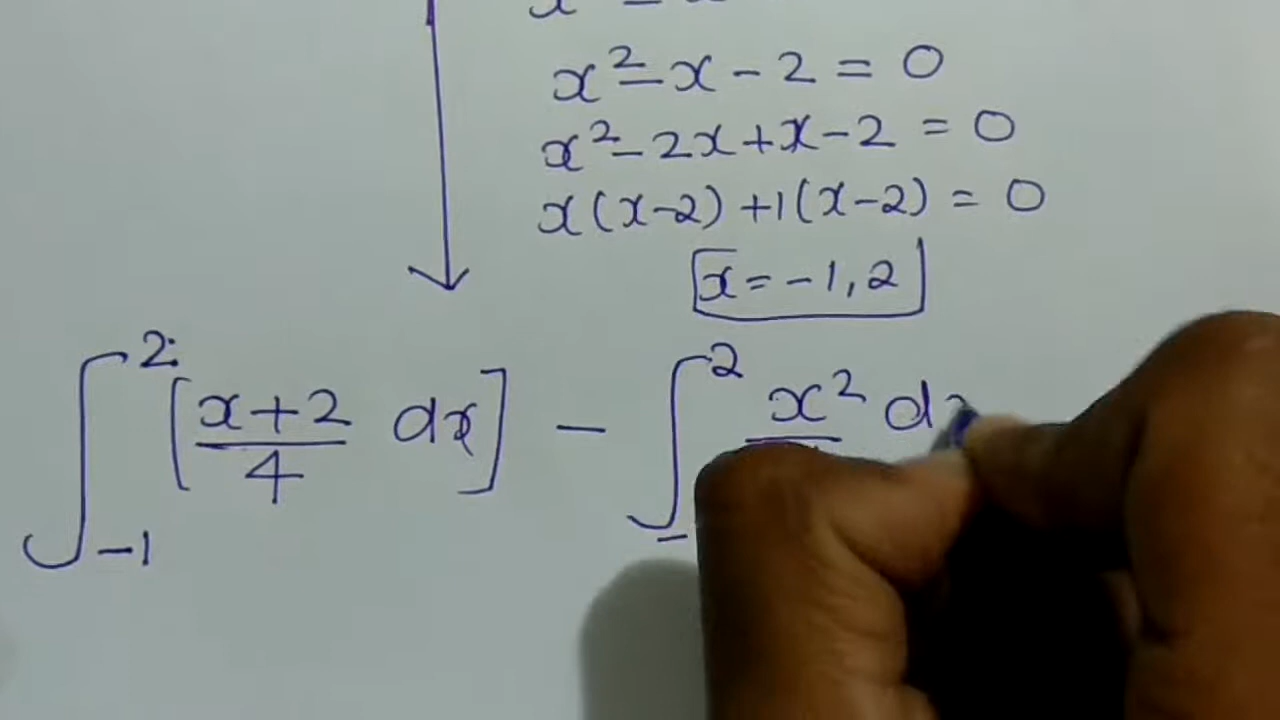 x² - x - 2 = 0
x² - 2x + x - 2 = 0
x(x-2) + 1(x-2) = 0
x = -1, 2
∫₋₁² [(x+2)/4 dx] - ∫² x² d